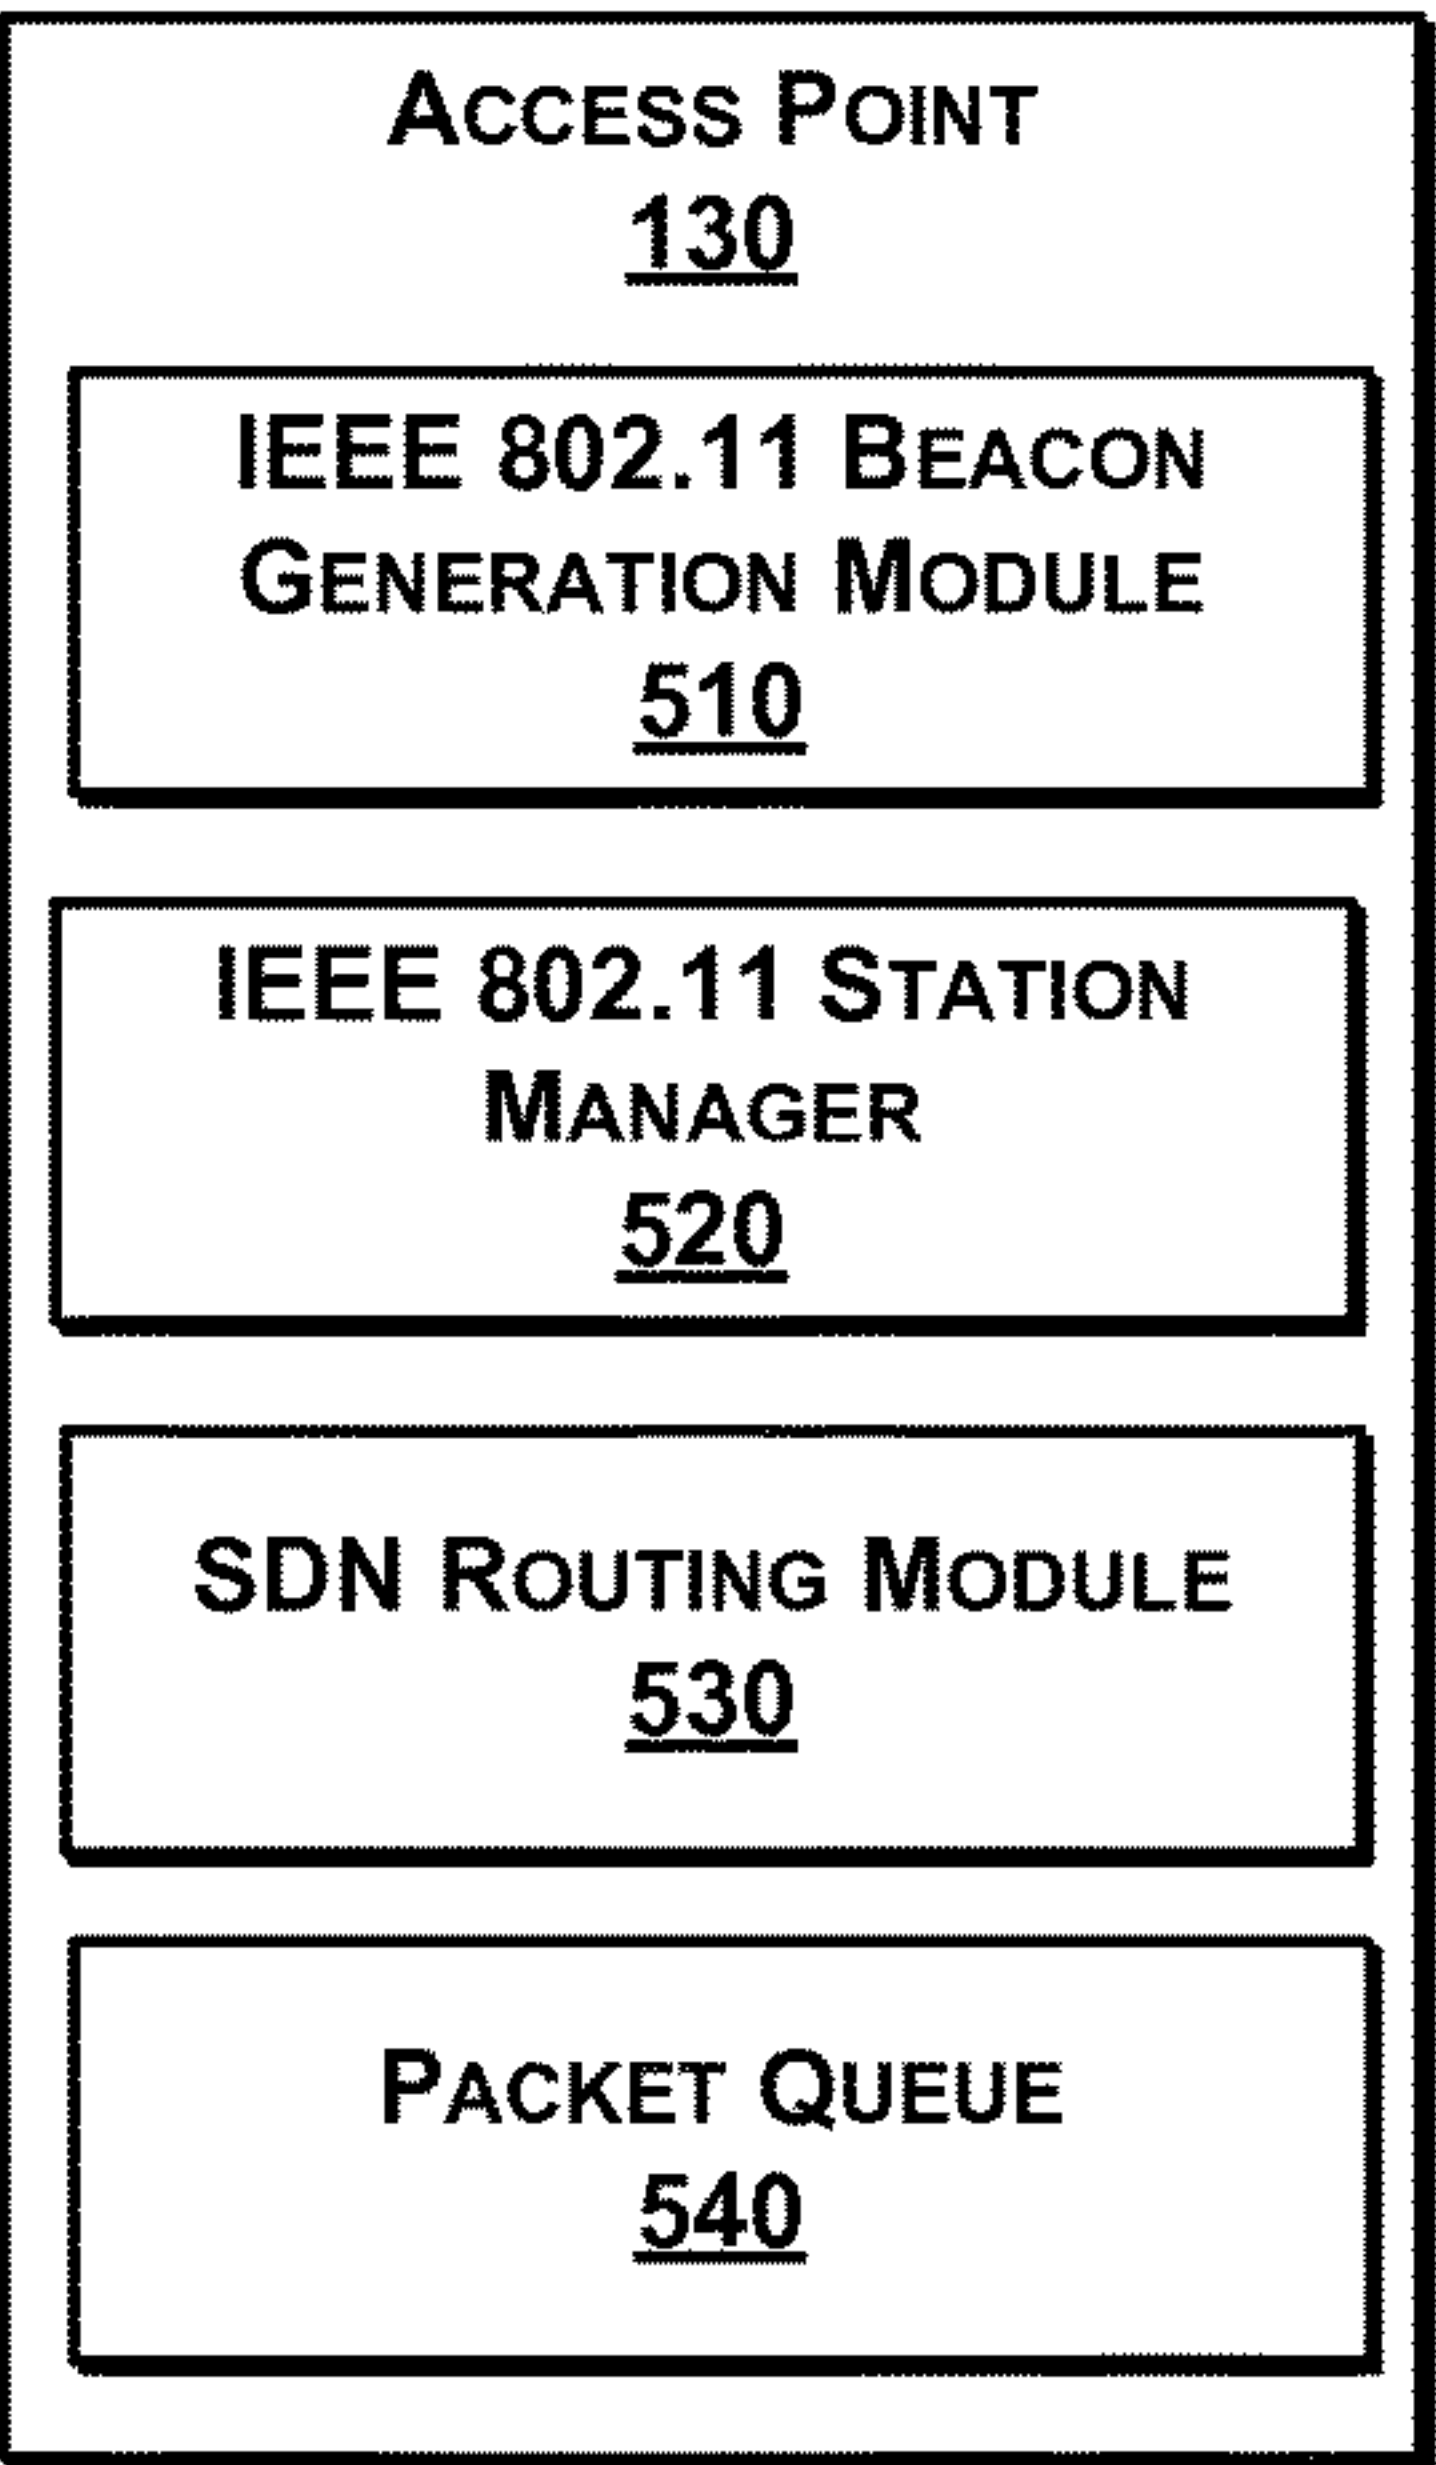 ACCESS POINT
130
IEEE 802.11 BEACON
GENERATION MODULE
510
IEEE 802.11 STATION
MANAGER
520
SDN ROUTING MODULE
530
PACKET QUEUE
540